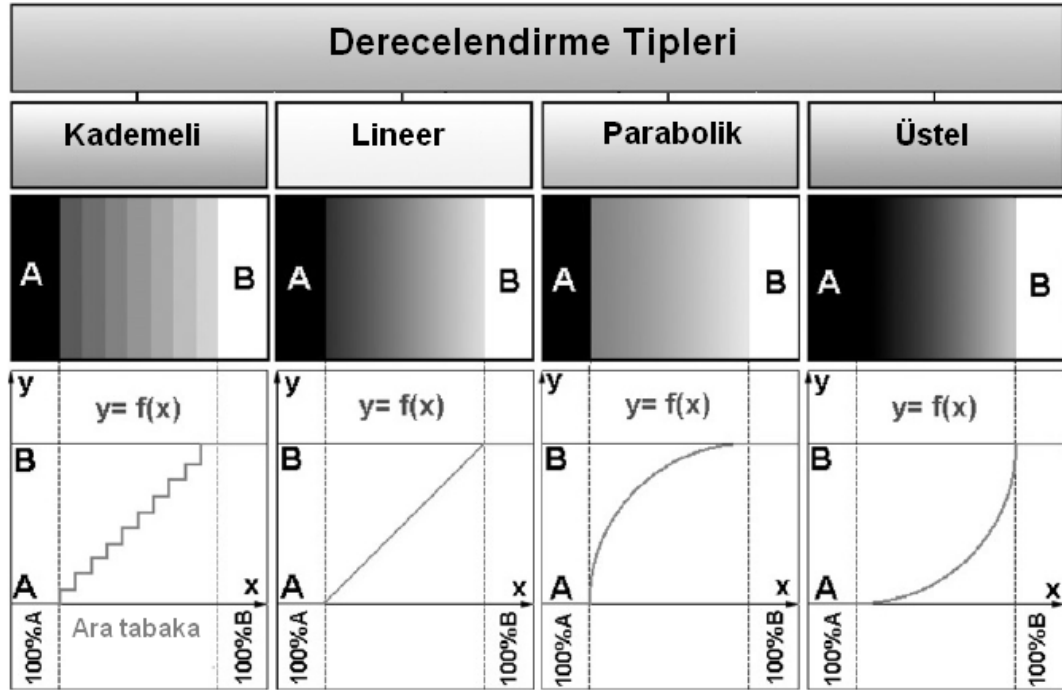 Derecelendirme Tipleri
Kademeli
Lineer
Parabolik
Üstel
A
B
A
B
A
B
A
B
y
y= f(x)
B
A
x
100%A
Ara tabaka
100%B
y
y= f(x)
B
A
x
100%A
100%B
y
y= f(x)
B
A
x
100%A
100%B
y
y= f(x)
B
A
x
100%A
100%B